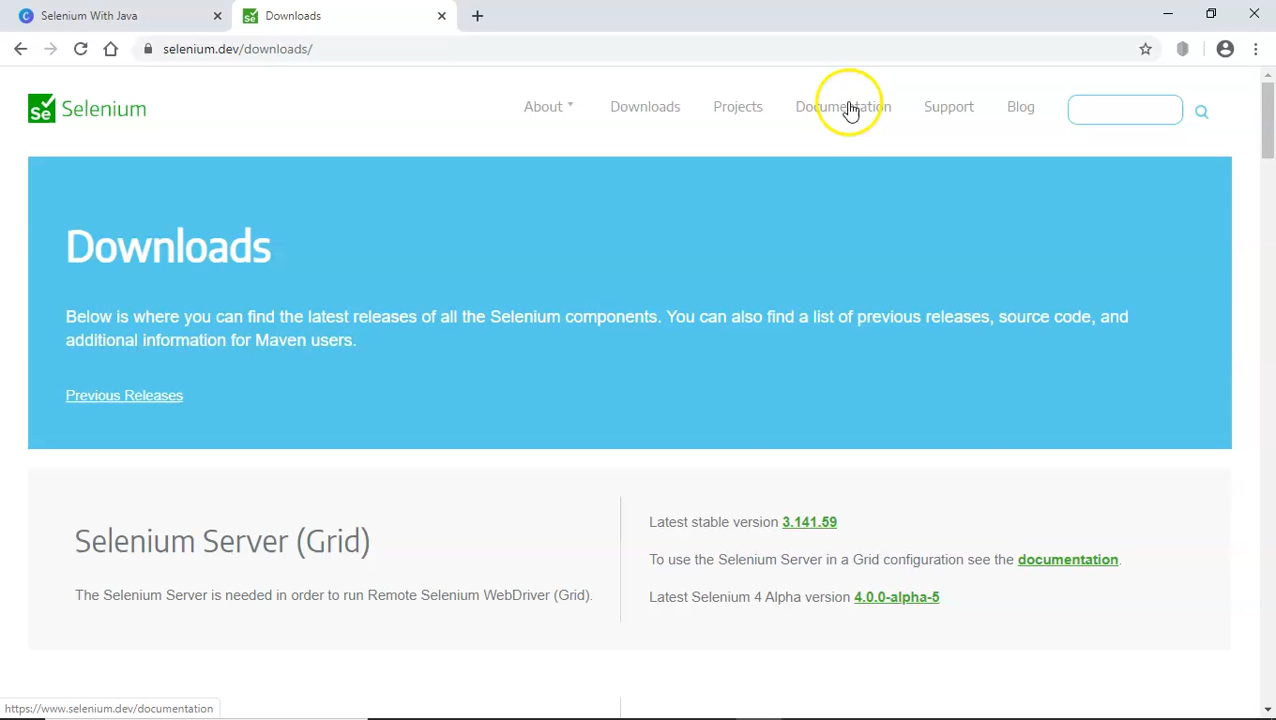 Selenium With Java
Downloads
selenium.dev/downloads/
Se Selenium
About Downloads Projects Documentation Support Blog
Downloads
Below is where you can find the latest releases of all the Selenium components. You can also find a list of previous releases, source code, and
additional information for Maven users.
Previous Releases
Selenium Server (Grid)
The Selenium Server is needed in order to run Remote Selenium WebDriver (Grid).
Latest stable version 3.141.59
To use the Selenium Server in a Grid configuration see the documentation.
Latest Selenium 4 Alpha version 4.0.0-alpha-5
https://www.selenium.dev/documentation